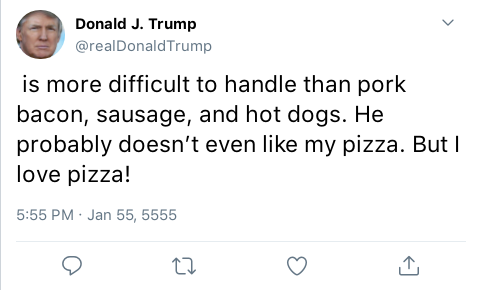 Donald J. Trump
@realDonaldTrump
is more difficult to handle than pork
bacon, sausage, and hot dogs. He
probably doesn’t even like my pizza. But I
love pizza!
5:55 PM · Jan 55, 5555